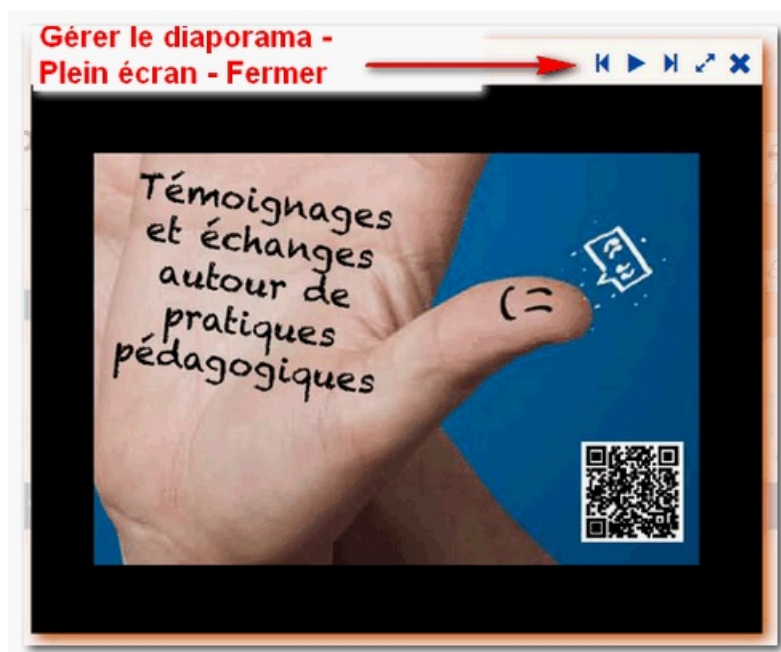 Gérer le diaporama -
Plein écran - Fermer
Témoignages
et échanges
autour de
pratiques
pédagogiques